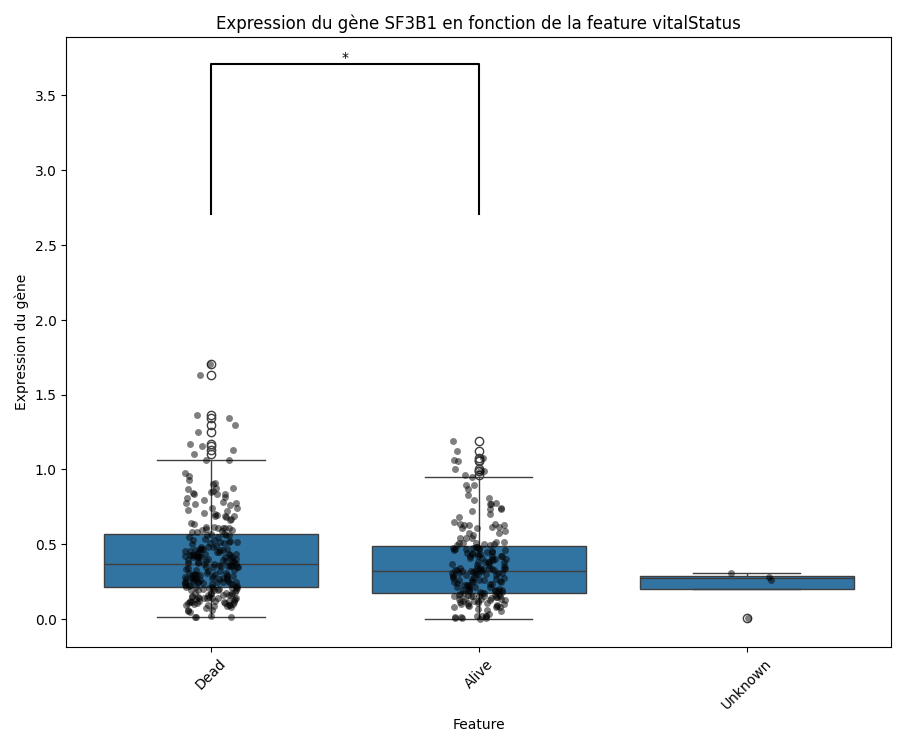 Expression du gène SF3B1 en fonction de la feature vitalStatus
*
3.5
3.0
2.5
2.0
1.5
1.0
0.5
0.0
Expression du gène
Dead
Alive
Unknown
Feature